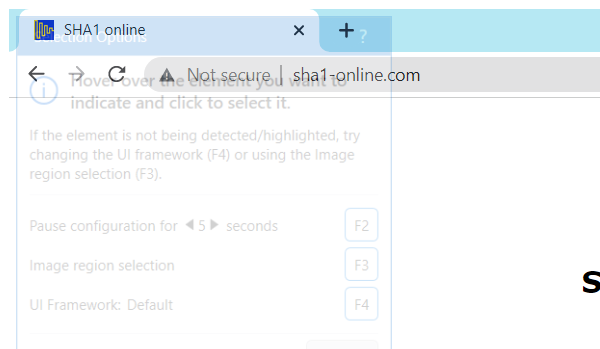 SHA1 online
Selection Options
?
Not secure | sha1-online.com
Hover over the element you want to
indicate and click to select it.
If the element is not being detected/highlighted, try
changing the UI framework (F4) or using the Image
region selection (F3).
Pause configuration for 5 seconds F2
Image region selection F3
UI Framework: Default F4
S